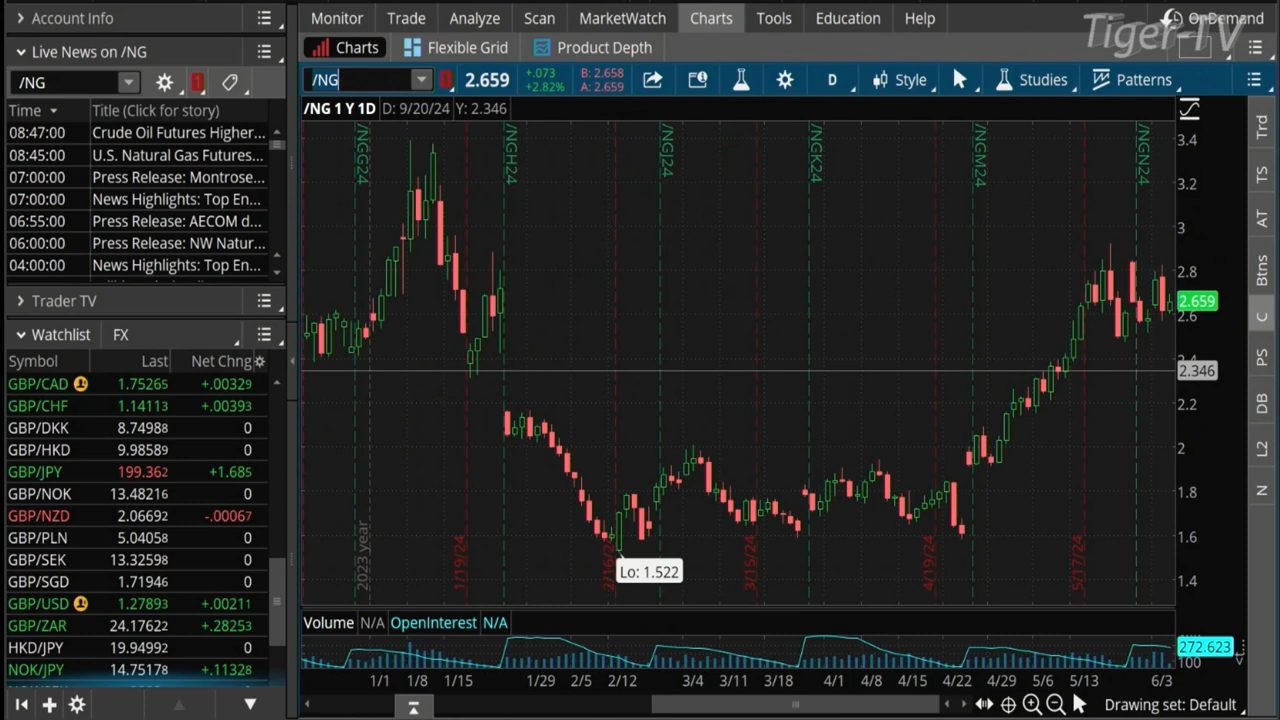 Account Info
Monitor Trade Analyze Scan MarketWatch Charts Tools Education Help OnDemand
Tiger-TV
Live News on /NG
Charts Flexible Grid Product Depth
/NG 1
/NG 1 2.659 +.073 +2.82% B: 2.658 A: 2.659 D Style Studies Patterns
Time Title (Click for story)
08:47:00 Crude Oil Futures Higher...
08:45:00 U.S. Natural Gas Futures...
07:00:00 Press Release: Montrose...
07:00:00 News Highlights: Top En...
06:55:00 Press Release: AECOM d...
06:00:00 Press Release: NW Natur...
04:00:00 News Highlights: Top En...
Trader TV
Watchlist FX
Symbol Last Net Chng
GBP/CAD 1.75265 +.00329
GBP/CHF 1.14113 +.00393
GBP/DKK 8.74988 0
GBP/HKD 9.98589 0
GBP/JPY 199.362 +1.685
GBP/NOK 13.48216 0
GBP/NZD 2.06692 -.00067
GBP/PLN 5.04058 0
GBP/SEK 13.32598 0
GBP/SGD 1.71946 0
GBP/USD 1.27893 +.00211
GBP/ZAR 24.17622 +.28253
HKD/JPY 19.94992 0
NOK/JPY 14.75178 +.11328
/NG 1 Y 1D D: 9/20/24 Y: 2.346
/NGG24 /NGH24 /NGJ24 /NGK24 /NGM24 /NGN24
3.4
3.2
3
2.8
2.659
2.6
2.4
2.346
2.2
2
1.8
1.6
1.4
Lo: 1.522
2023 year 1/19/24 2/16/24 3/15/24 4/19/24 5/17/24
Volume N/A OpenInterest N/A
272.623
100
1/1 1/8 1/15 1/29 2/5 2/12 3/4 3/11 3/18 4/1 4/8 4/15 4/22 4/29 5/6 5/13 6/3
Drawing set: Default
Trd
TS
AT
Btns
C
PS
DB
L2
N